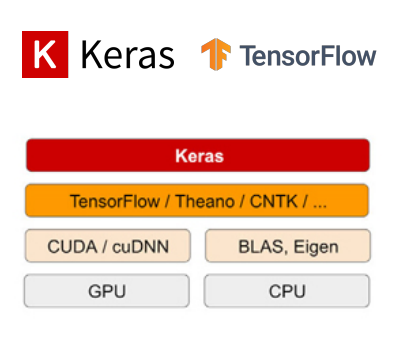 K Keras TensorFlow
Keras
TensorFlow / Theano / CNTK / ...
CUDA / cuDNN BLAS, Eigen
GPU CPU